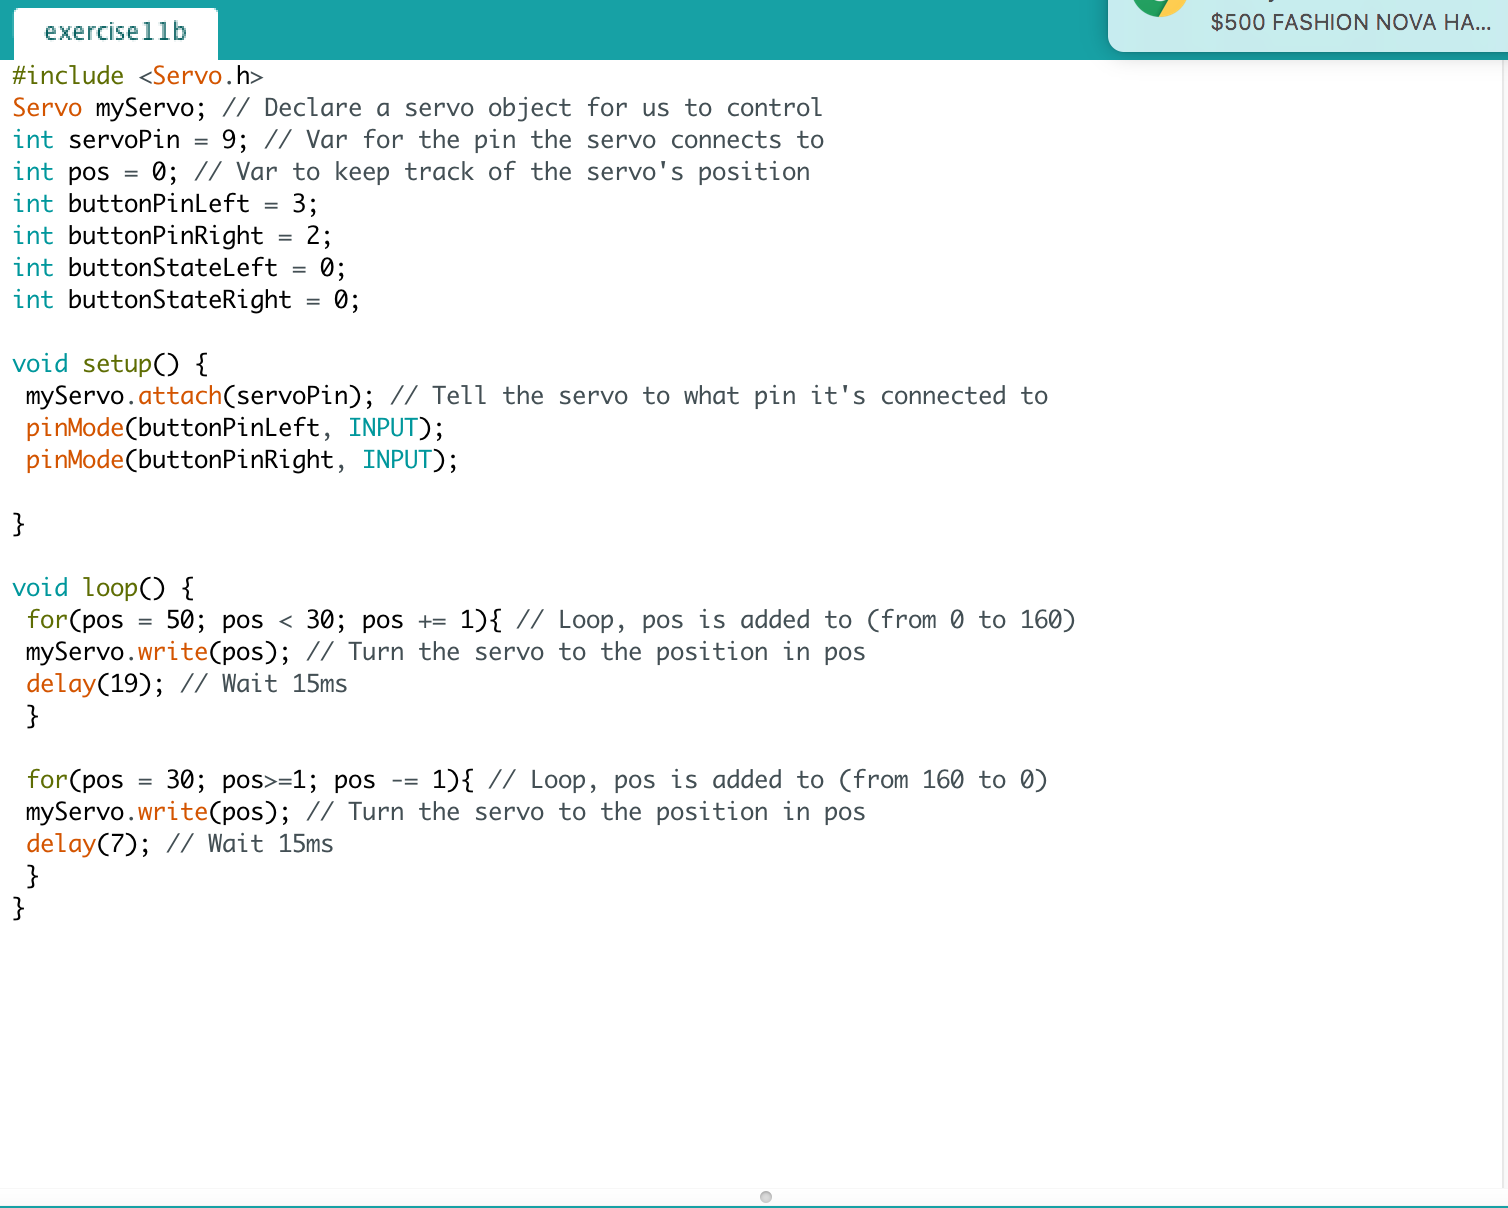 exercise11b
$500 FASHION NOVA HA...
#include <Servo.h>
Servo myServo; // Declare a servo object for us to control
int servoPin = 9; // Var for the pin the servo connects to
int pos = 0; // Var to keep track of the servo's position
int buttonPinLeft = 3;
int buttonPinRight = 2;
int buttonStateLeft = 0;
int buttonStateRight = 0;
void setup() {
myServo.attach(servoPin); // Tell the servo to what pin it's connected to
pinMode(buttonPinLeft, INPUT);
pinMode(buttonPinRight, INPUT);
}
void loop() {
for(pos = 50; pos < 30; pos += 1){ // Loop, pos is added to (from 0 to 160)
myServo.write(pos); // Turn the servo to the position in pos
delay(19); // Wait 15ms
}
for(pos = 30; pos>=1; pos -= 1){ // Loop, pos is added to (from 160 to 0)
myServo.write(pos); // Turn the servo to the position in pos
delay(7); // Wait 15ms
}
}